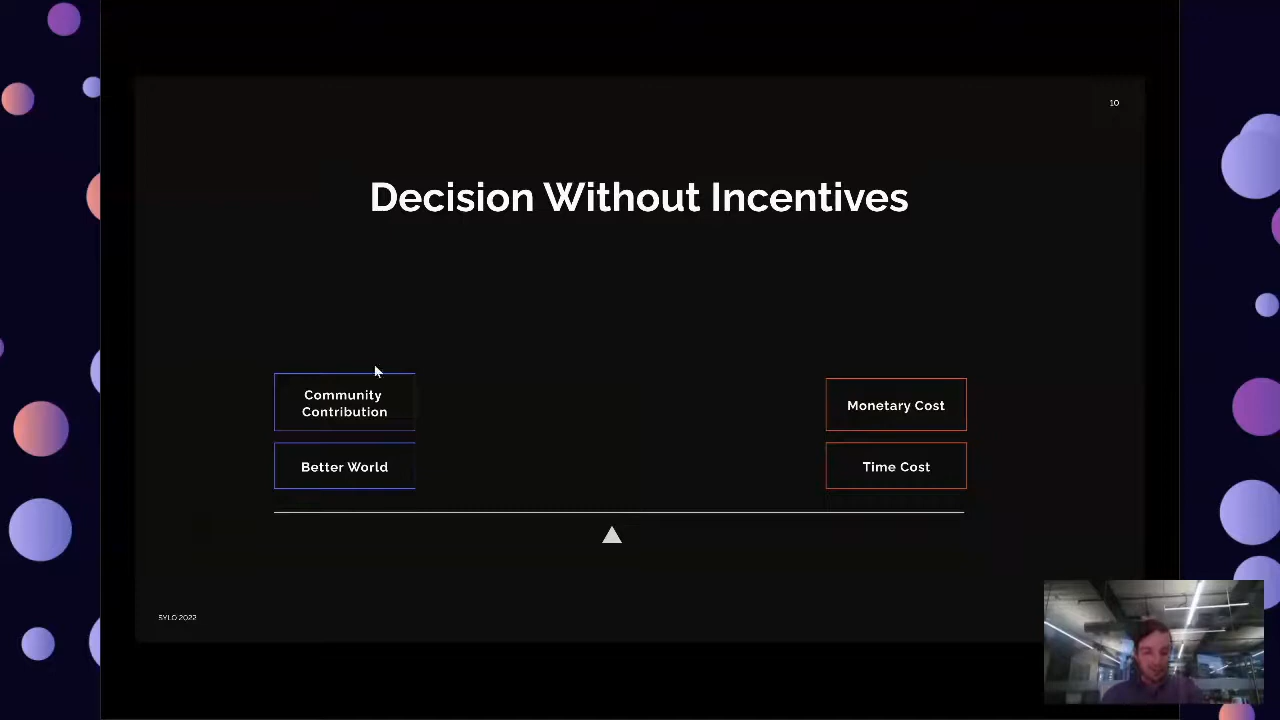 10
Decision Without Incentives
Community
Contribution
Monetary Cost
Better World
Time Cost
SYLO 2022